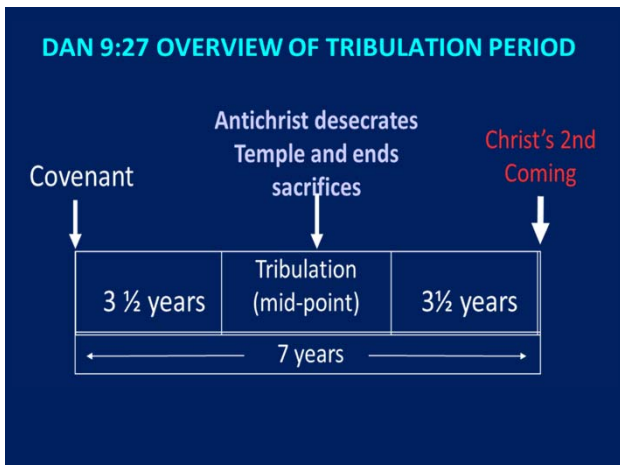 DAN 9:27 OVERVIEW OF TRIBULATION PERIOD
Antichrist desecrates
Temple and ends
sacrifices
Christ's 2nd
Coming
Covenant
3 ½ years
Tribulation
(mid-point)
3½ years
7 years